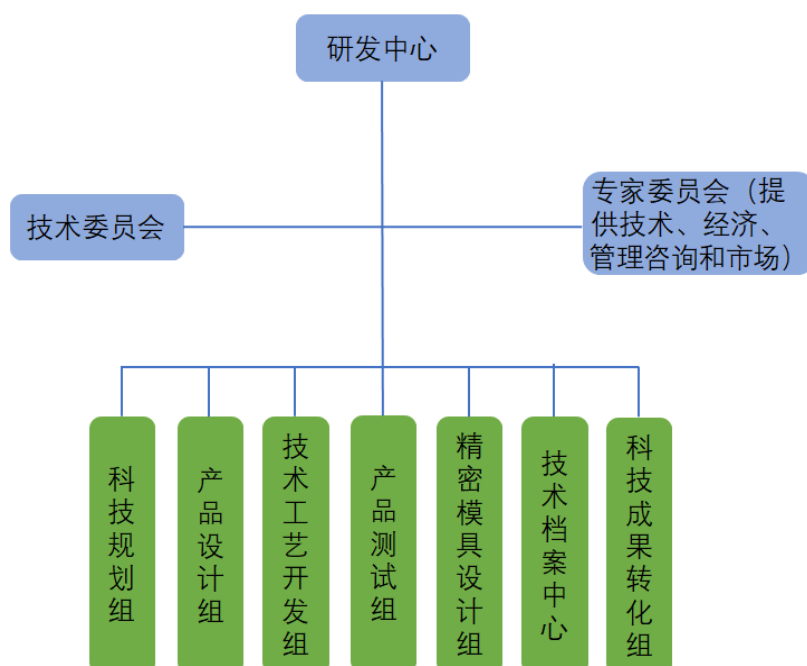 研发中心
技术委员会
专家委员会（提
供技术、经济、
管理咨询和市场）
科技规划组
产品设计组
技术工艺开发组
产品测试组
精密模具设计组
技术档案中心
科技成果转化组